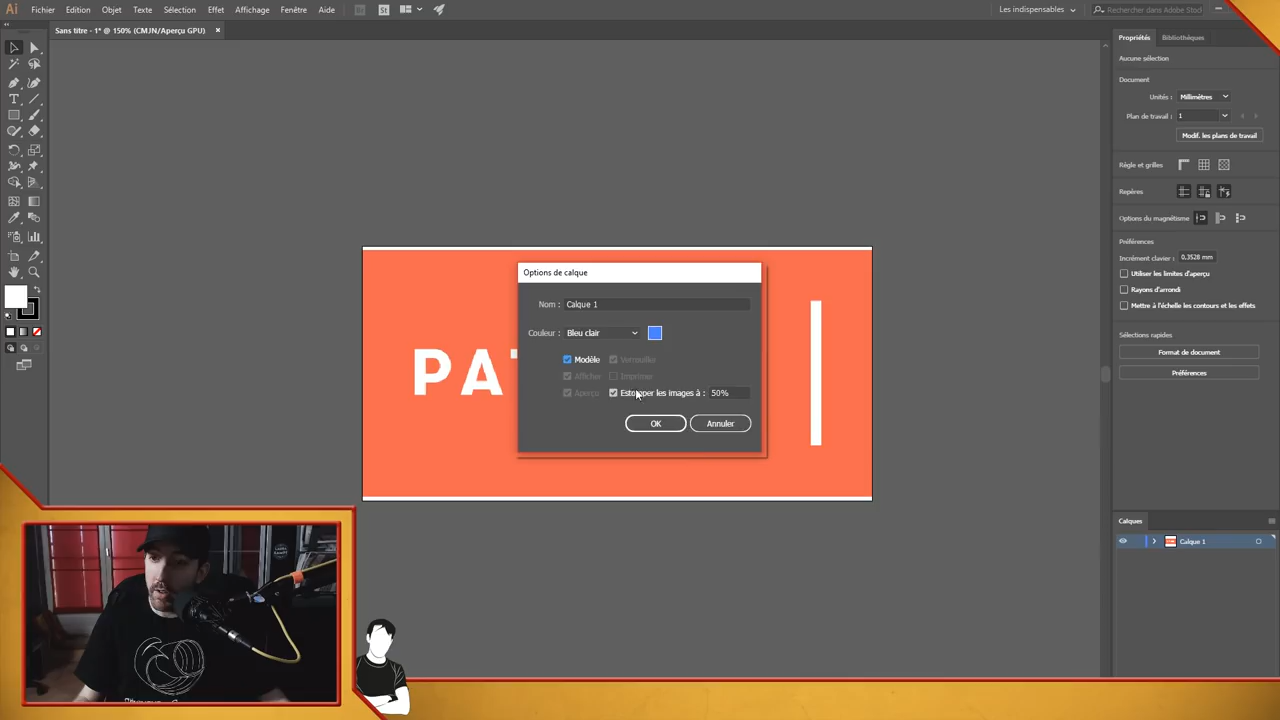 Ai Fichier Edition Objet Texte Sélection Effet Affichage Fenêtre Aide Br St Les indispensables Rechercher dans Adobe Stock
Sans titre - 1* @ 150% (CMJN/Aperçu GPU) ×
Propriétés Bibliothèques
Aucune sélection
Document
Unités : Millimètres
Plan de travail : 1
Modif. les plans de travail
Règle et grilles
Repères
Options du magnétisme
Préférences
Incrément clavier : 0,3528 mm
Utiliser les limites d'aperçu
Rayons d'arrondi
Mettre à l'échelle les contours et les effets
Sélections rapides
Format de document
Préférences
Options de calque
Nom : Calque 1
Couleur : Bleu clair
Modèle Verrouiller
Afficher Imprimer
Aperçu Estomper les images à : 50%
OK Annuler
PAT
Calques
Calque 1